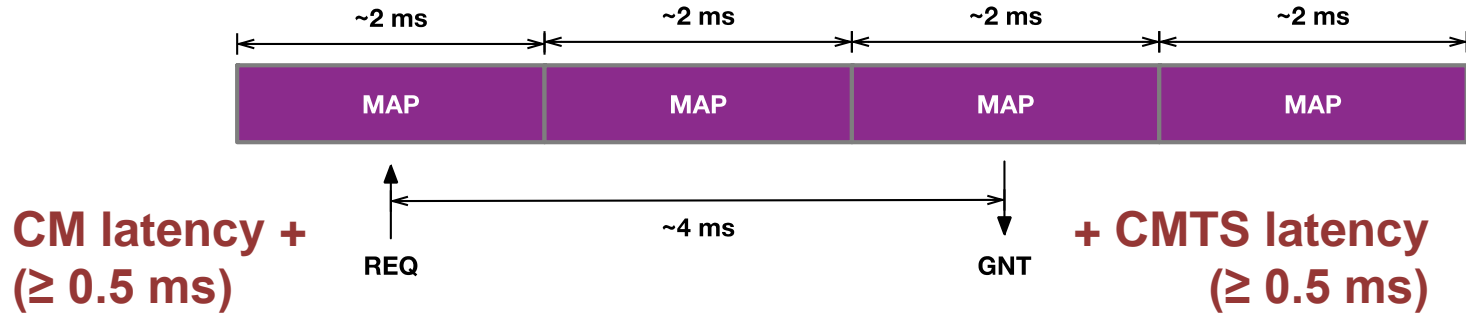 ~2 ms ~2 ms ~2 ms ~2 ms
MAP MAP MAP MAP
~4 ms
CM latency +
(≥ 0.5 ms)
REQ
GNT
+ CMTS latency
(≥ 0.5 ms)